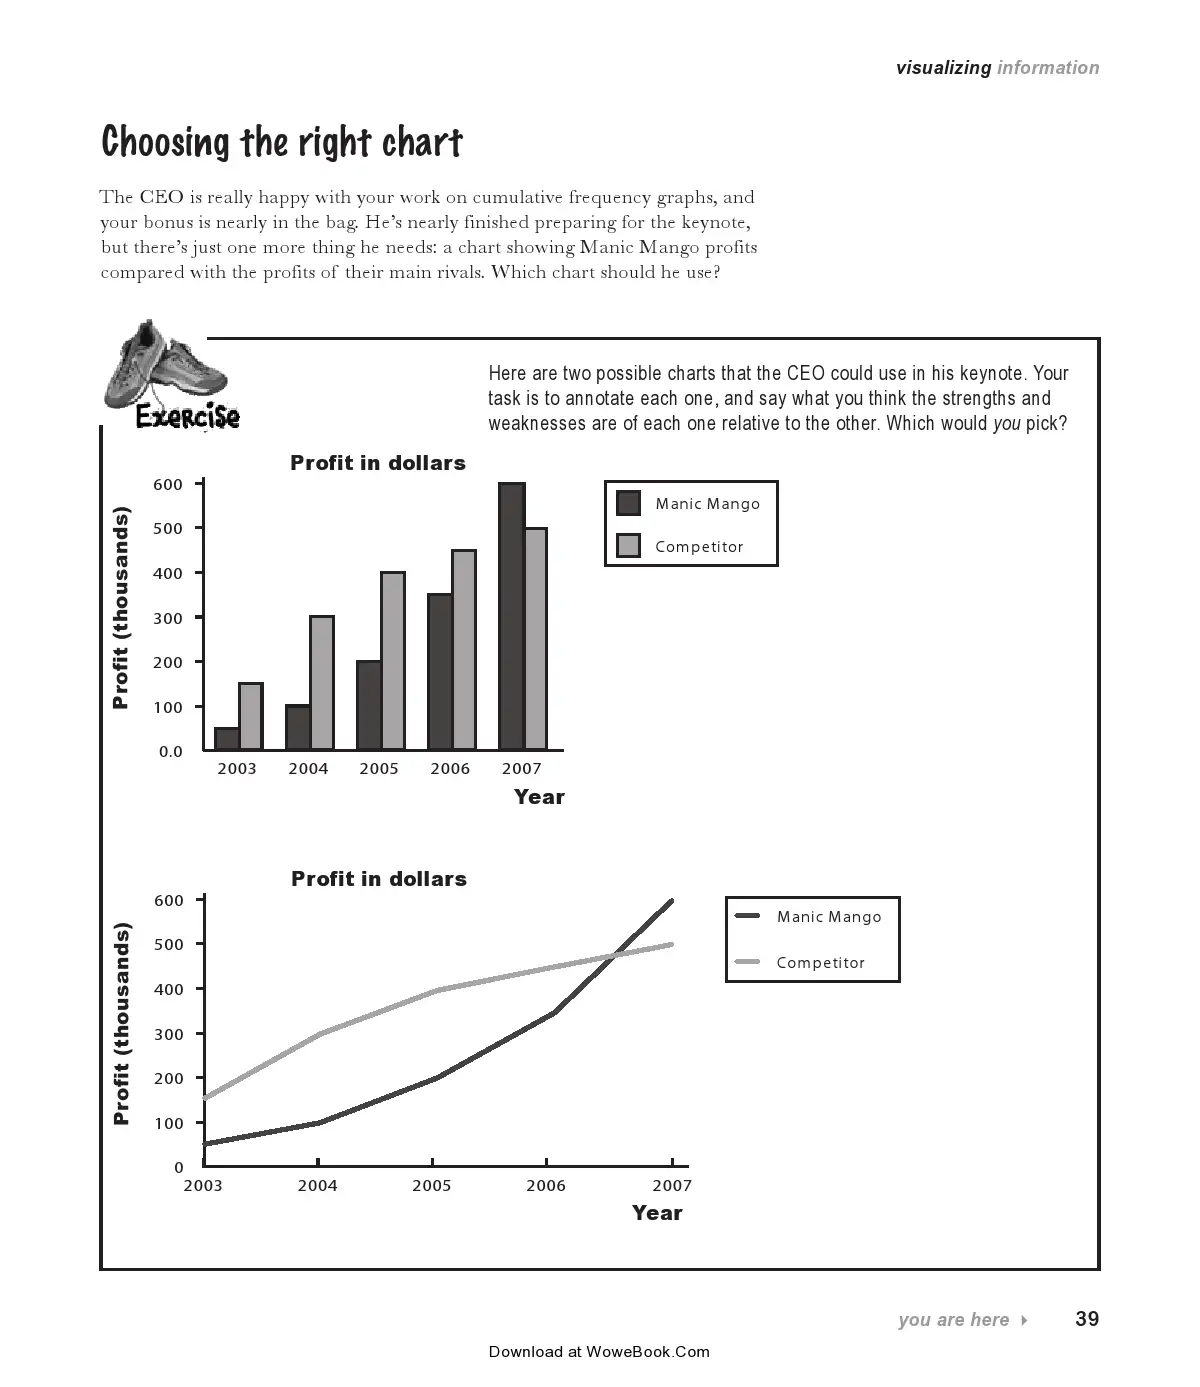 visualizing information
Choosing the right chart
The CEO is really happy with your work on cumulative frequency graphs, and
your bonus is nearly in the bag. He's nearly finished preparing for the keynote,
but there's just one more thing he needs: a chart showing Manic Mango profits
compared with the profits of their main rivals. Which chart should he use?
Exercise
Here are two possible charts that the CEO could use in his keynote. Your
task is to annotate each one, and say what you think the strengths and
weaknesses are of each one relative to the other. Which would you pick?
Profit in dollars
Profit (thousands)
600
500
400
300
200
100
0.0
2003 2004 2005 2006 2007
Year
Manic Mango
Competitor
Profit in dollars
Profit (thousands)
600
500
400
300
200
100
0
2003 2004 2005 2006 2007
Year
Manic Mango
Competitor
you are here 39
Download at WoweBook.Com